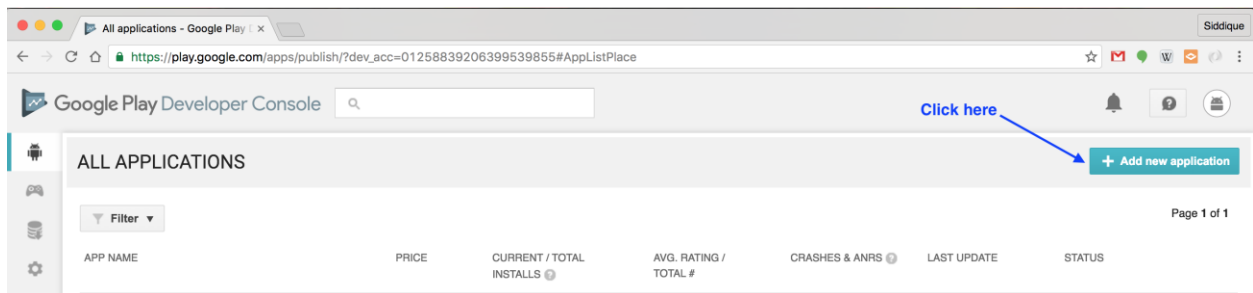 All applications - Google Play
Siddique
https://play.google.com/apps/publish/?dev_acc=01258839206399539855#AppListPlace
Google Play Developer Console
Click here
ALL APPLICATIONS
+ Add new application
Filter
Page 1 of 1
APP NAME
PRICE
CURRENT / TOTAL
INSTALLS
AVG. RATING /
TOTAL #
CRASHES & ANRS
LAST UPDATE
STATUS